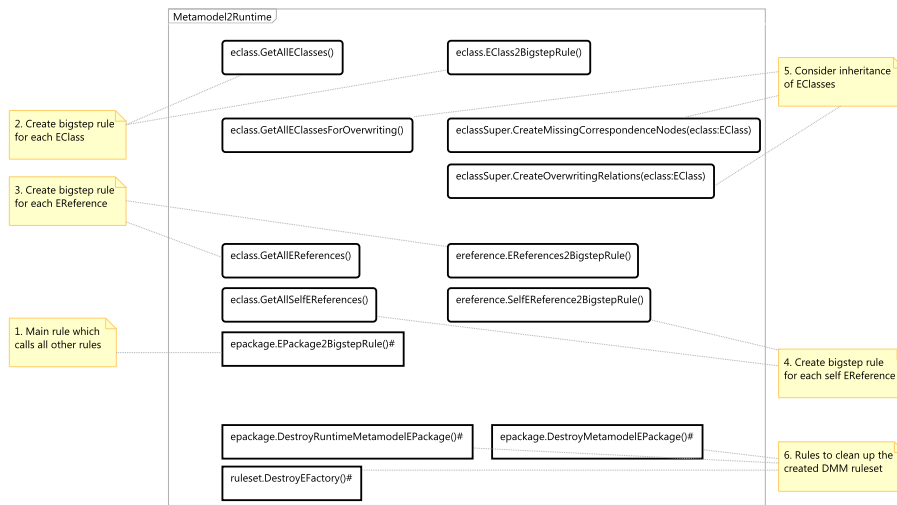 Metamodel2Runtime
eclass.GetAllEClasses()
eclass.EClass2BigstepRule()
5. Consider inheritance
of EClasses
2. Create bigstep rule
for each EClass
eclass.GetAllEClassesForOverwriting()
eclassSuper.CreateMissingCorrespondenceNodes(eclass:EClass)
eclassSuper.CreateOverwritingRelations(eclass:EClass)
3. Create bigstep rule
for each EReference
eclass.GetAllEReferences()
ereference.EReferences2BigstepRule()
eclass.GetAllSelfEReferences()
ereference.SelfEReference2BigstepRule()
1. Main rule which
calls all other rules
epackage.EPackage2BigstepRule()#
4. Create bigstep rule
for each self EReference
epackage.DestroyRuntimeMetamodelEPackage()#
epackage.DestroyMetamodelEPackage()#
6. Rules to clean up the
created DMM ruleset
ruleset.DestroyEFactory()#